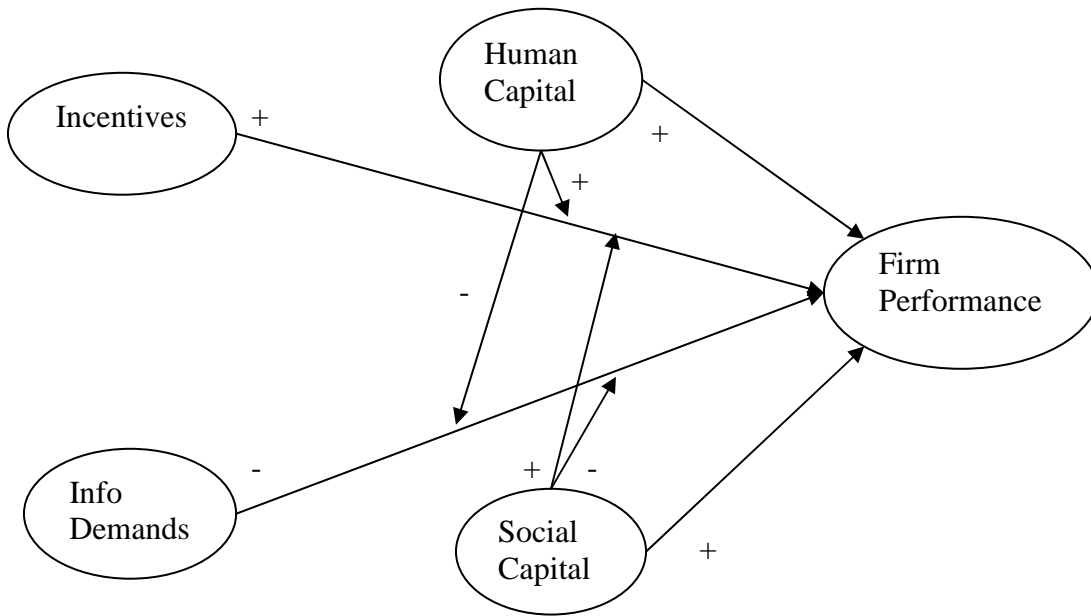 Human
Capital
Incentives
+
+
+
Firm
Performance
-
-
+ -
Info
Demands
Social
Capital
+